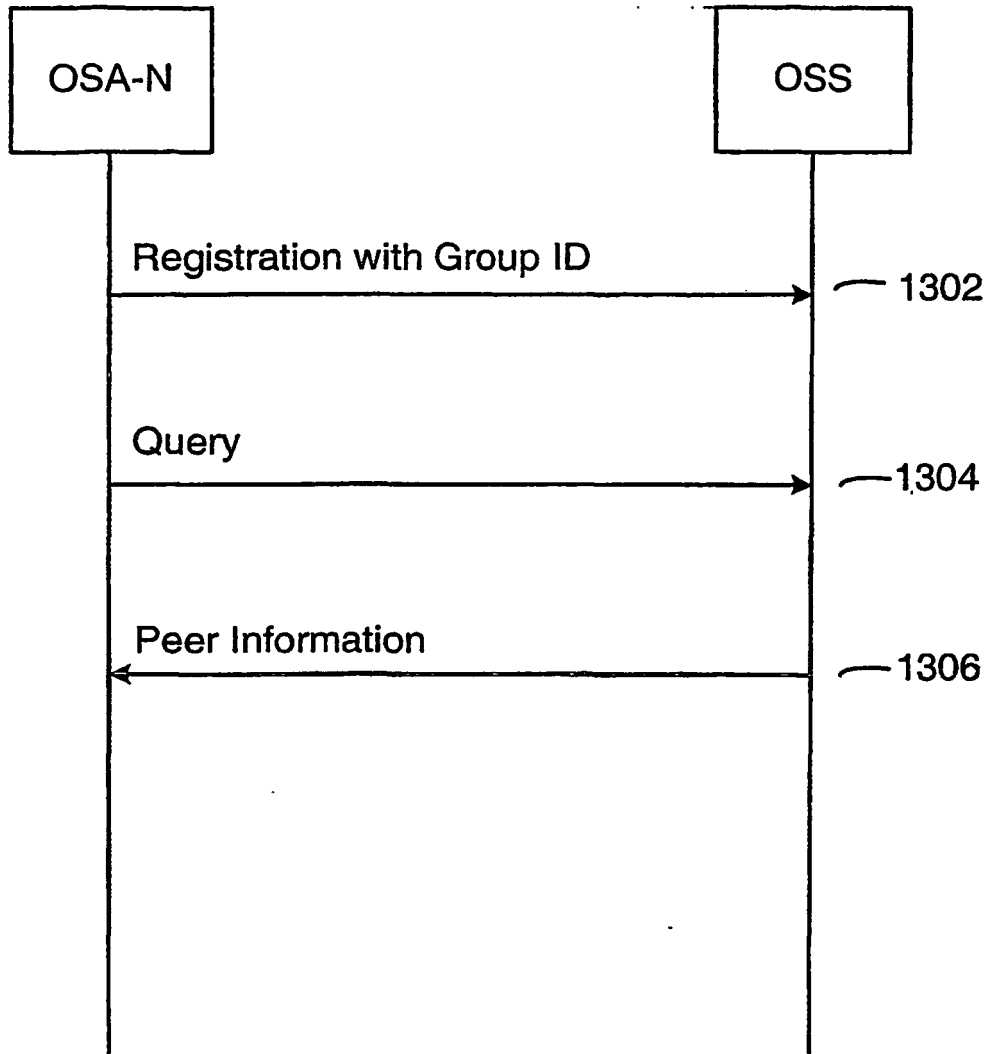 OSA-N
OSS
Registration with Group ID
1302
Query
1304
Peer Information
1306